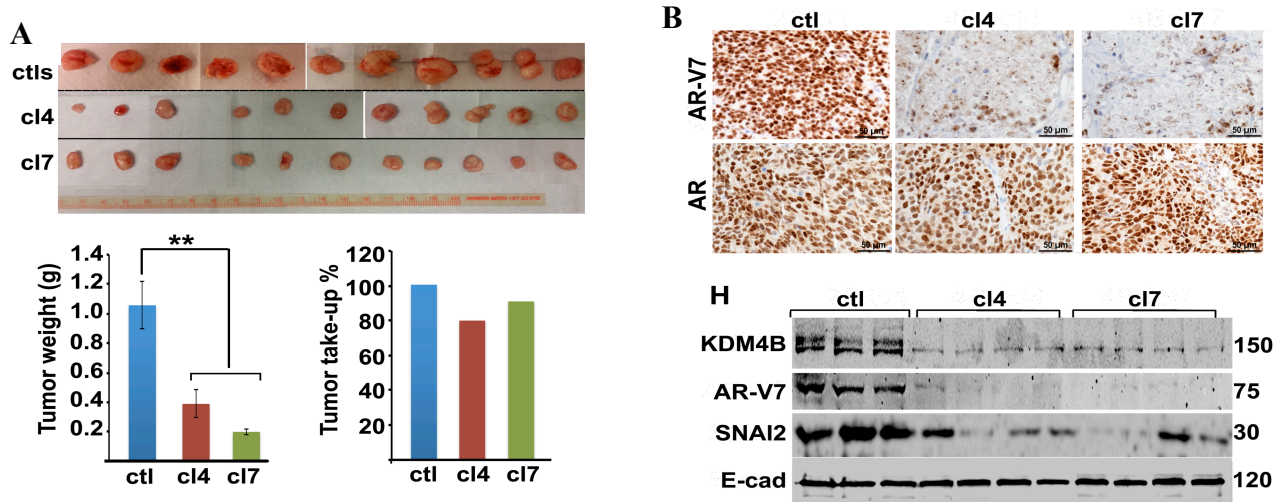 A
ctls
cl4
cl7
Tumor weight (g)
1.4
1.2
1.0
0.8
0.6
0.4
0.2
**
ctl
cl4
cl7
Tumor take-up %
120
100
80
60
40
20
ctl
cl4
cl7
B
ctl
cl4
cl7
AR-V7
50 µm
50 µm
50 µm
AR
50 µm
50 µm
50 µm
H
ctl
cl4
cl7
KDM4B
150
AR-V7
75
SNAI2
30
E-cad
120